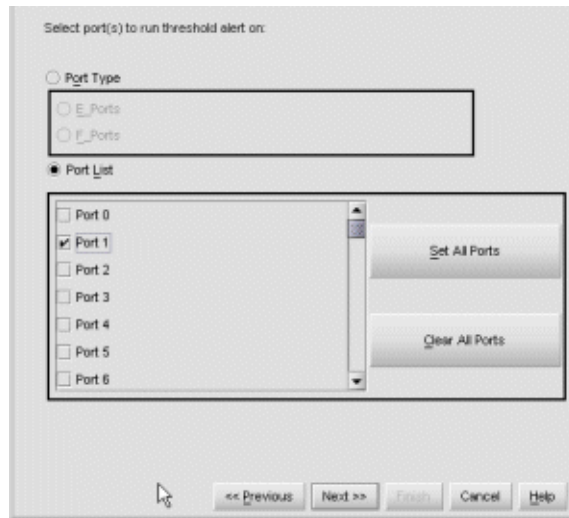 Select port(s) to run threshold alert on:
Port Type
E_Ports
F_Ports
Port List
Port 0
Port 1
Set All Ports
Port 2
Port 3
Port 4
Clear All Ports
Port 5
Port 6
<< Previous Next >> Finish Cancel Help